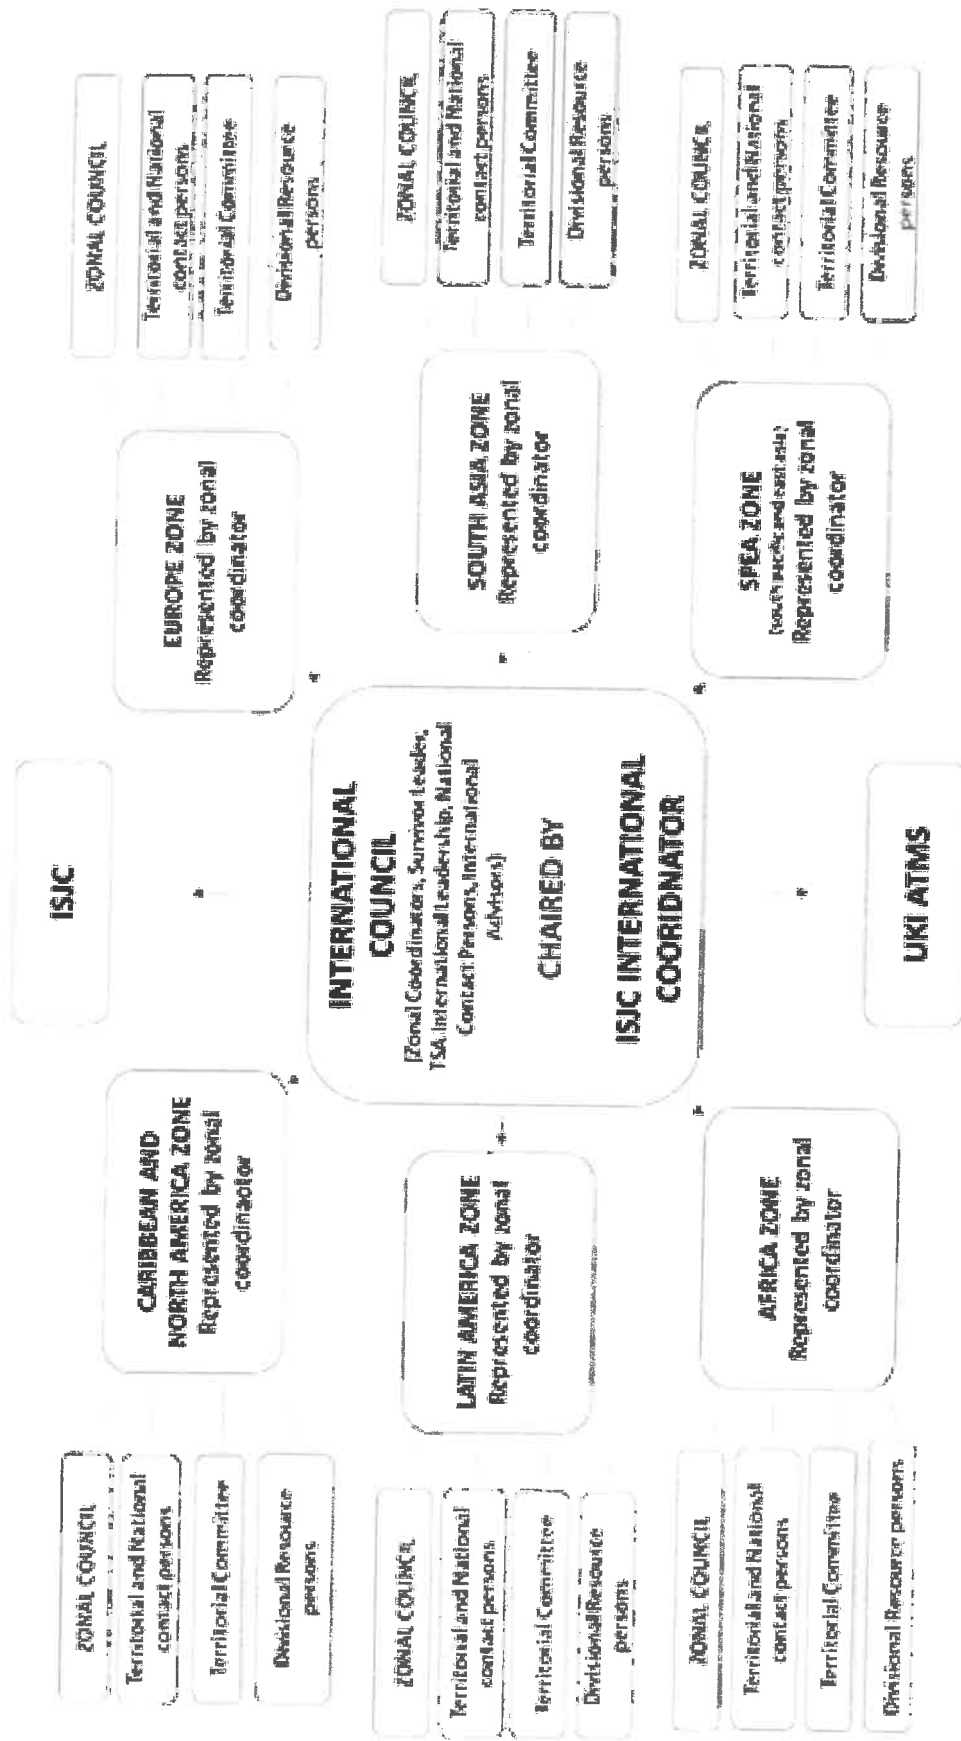 ISJC
ZONAL COUNCIL
Territorial and National
contact persons
Territorial Committee
Divisional Resource
persons
CARIBBEAN AND
NORTH AMERICA ZONE
Represented by zonal
coordinaotor
EUROPE ZONE
Represented by zonal
coordinator
ZONAL COUNCIL
Territorial and National
contact persons
Territorial Committee
Divisional Resource
persons
ZONAL COUNCIL
Territorial and National
contact persons
Territorial Committee
Divisional Resource
persons
LATIN AMERICA ZONE
Represented by zonal
coordinator
INTERNATIONAL
COUNCIL
(Zonal Coordinators, Survivor Leader,
TSA International Leadership, National
Contact Persons, International
Advisors)
CHAIRED BY
ISJC INTERNATIONAL
COORIDNATOR
SOUTH ASIA ZONE
Represented by zonal
coordinator
ZONAL COUNCIL
Territorial and National
contact persons
Territorial Committee
Divisional Resource
persons
ZONAL COUNCIL
Territorial and National
contact persons
Territorial Committee
Divisional Resource persons
AFRICA ZONE
Represented by zonal
coordinator
SPEA ZONE
(south pacific and east asia)
Represented by zonal
coordinator
ZONAL COUNCIL
Territorial and National
contact persons
Territorial Committee
Divisional Resource
persons
UKI ATMS